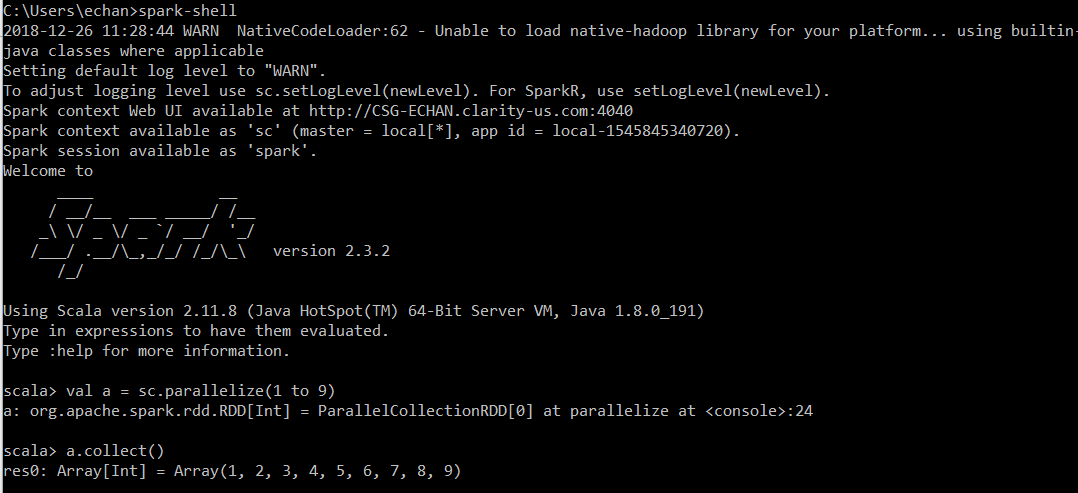 C:\Users\echan>spark-shell
2018-12-26 11:28:44 WARN  NativeCodeLoader:62 - Unable to load native-hadoop library for your platform... using builtin-
java classes where applicable
Setting default log level to "WARN".
To adjust logging level use sc.setLogLevel(newLevel). For SparkR, use setLogLevel(newLevel).
Spark context Web UI available at http://CSG-ECHAN.clarity-us.com:4040
Spark context available as 'sc' (master = local[*], app id = local-1545845340720).
Spark session available as 'spark'.
Welcome to
      ____              __
     / __/__  ___ _____/ /__
    _\ \/ _ \/ _ `/ __/  '_/
   /___/ .__/\_,_/_/ /_/\_\   version 2.3.2
      /_/
Using Scala version 2.11.8 (Java HotSpot(TM) 64-Bit Server VM, Java 1.8.0_191)
Type in expressions to have them evaluated.
Type :help for more information.
scala> val a = sc.parallelize(1 to 9)
a: org.apache.spark.rdd.RDD[Int] = ParallelCollectionRDD[0] at parallelize at <console>:24
scala> a.collect()
res0: Array[Int] = Array(1, 2, 3, 4, 5, 6, 7, 8, 9)